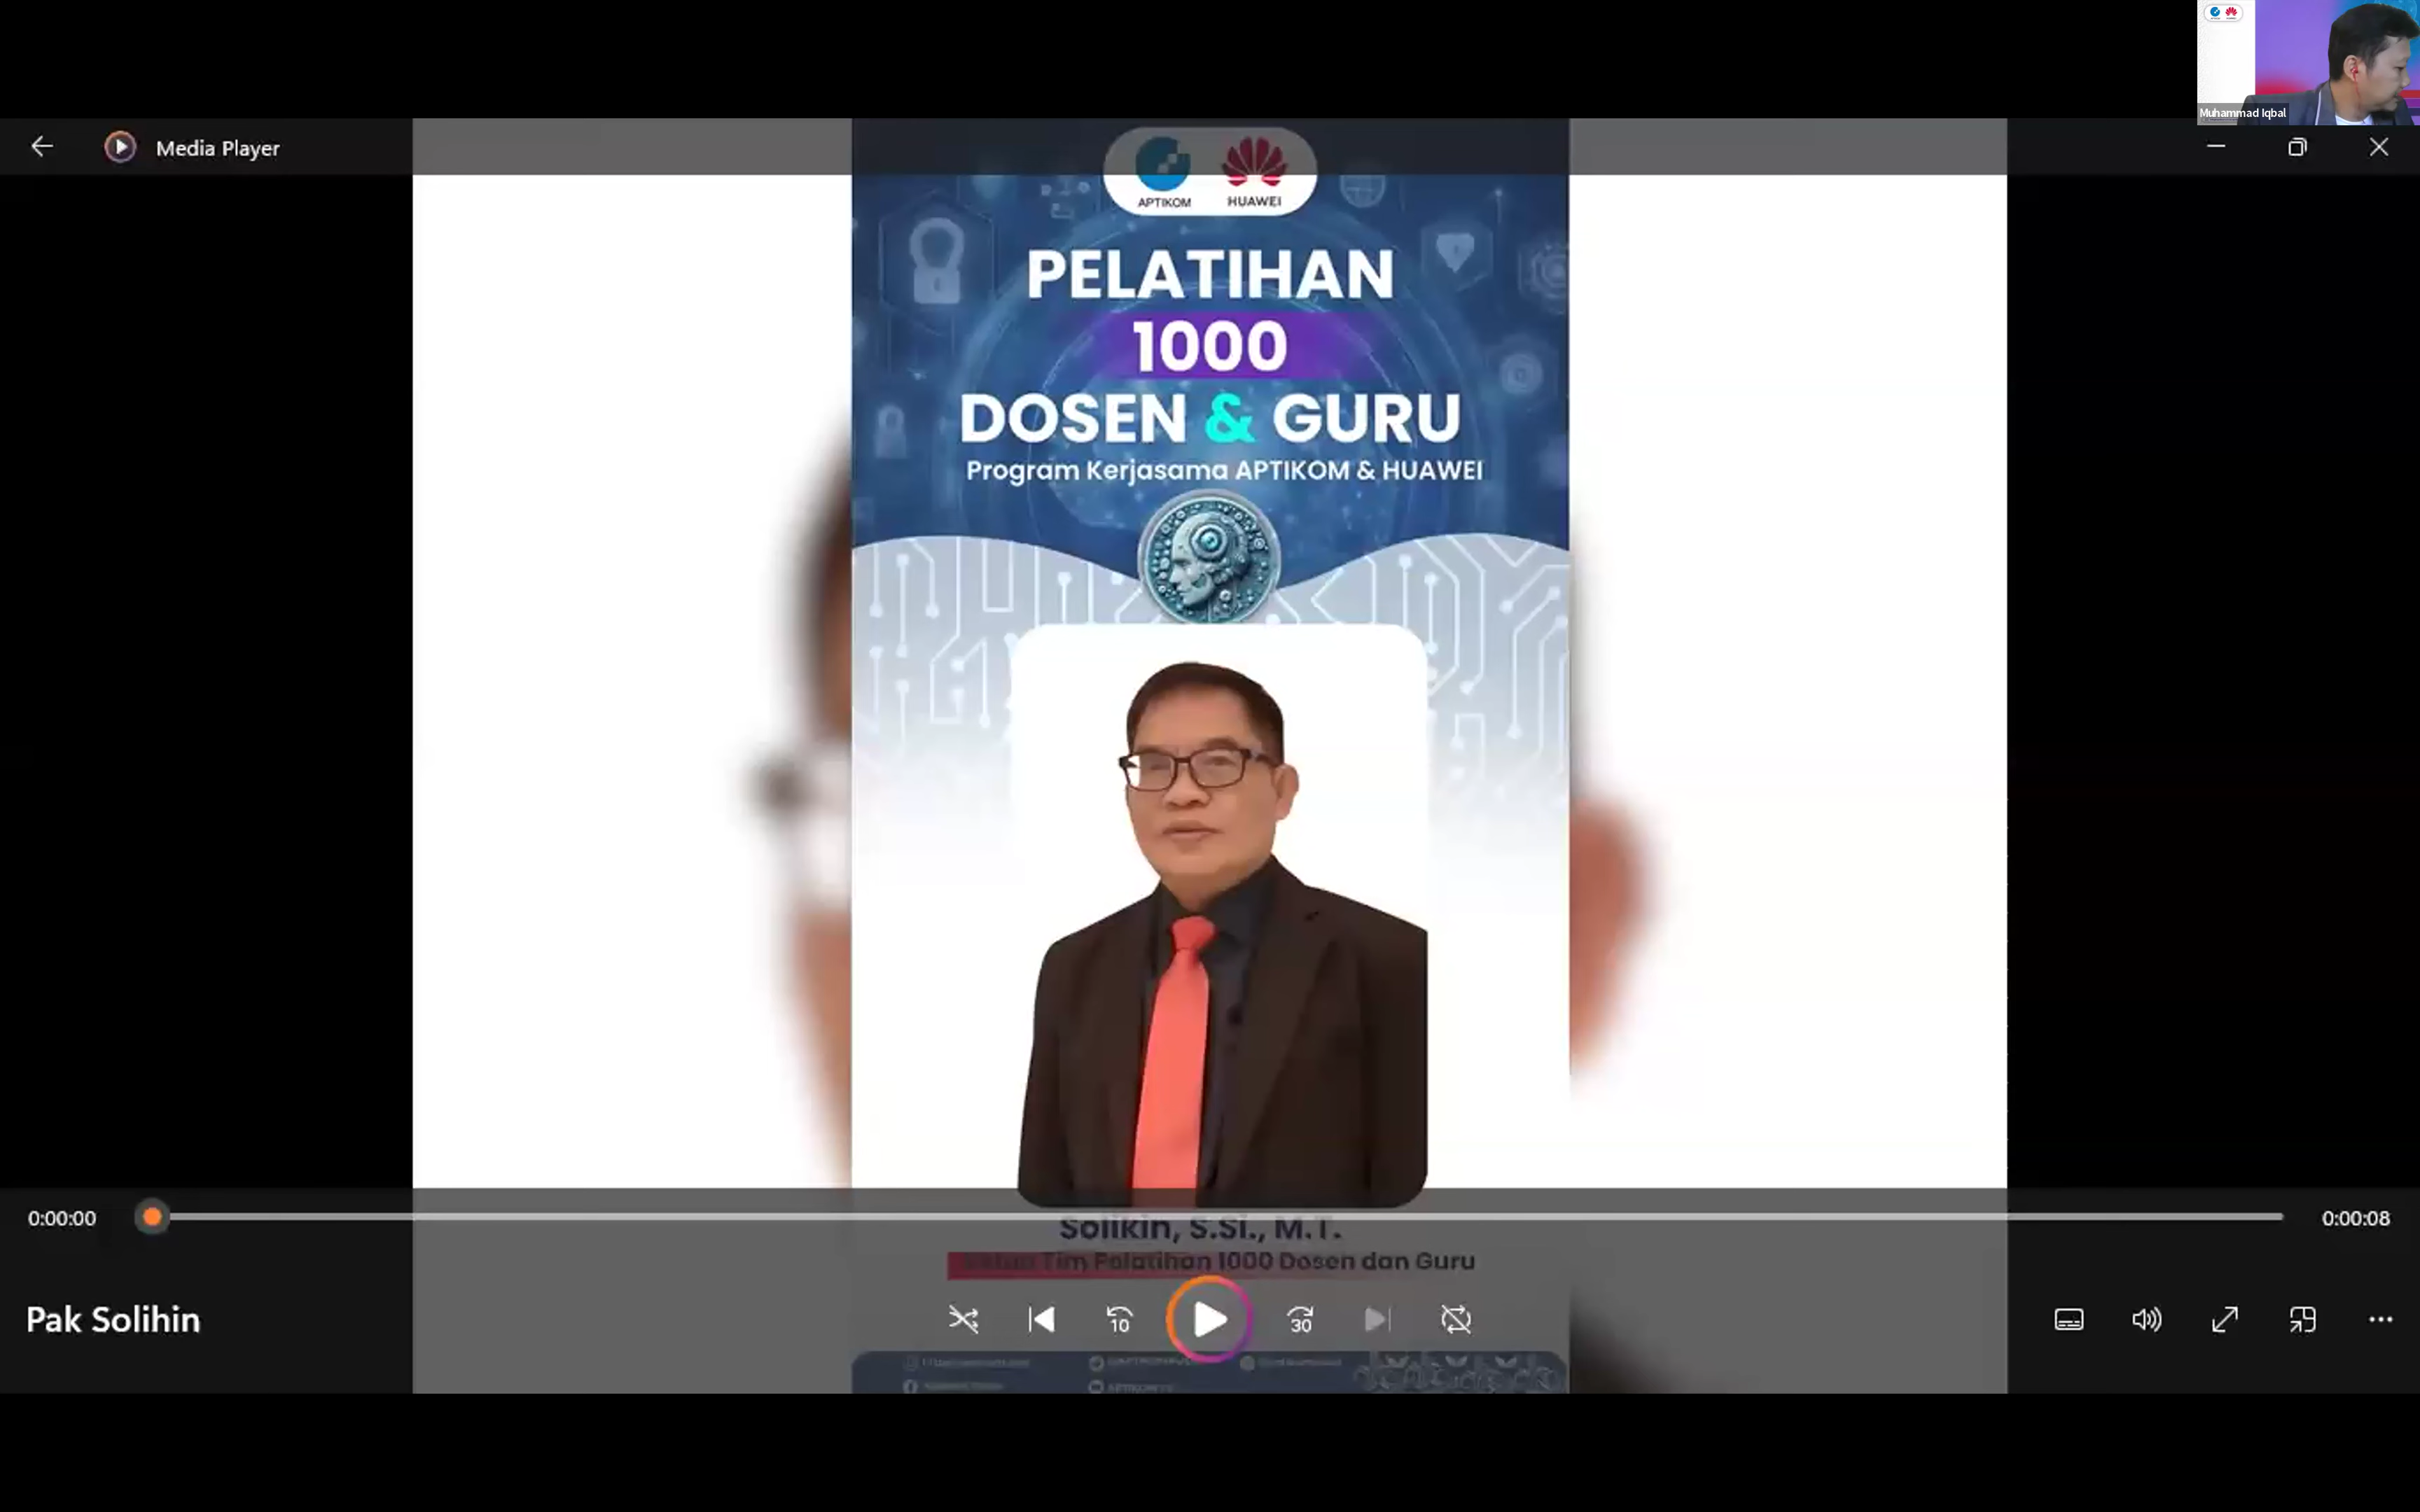 Muhammad Iqbal
Media Player
APTIKOM HUAWEI
PELATIHAN
1000
DOSEN & GURU
Program Kerjasama APTIKOM & HUAWEI
0:00:00
0:00:08
Solikin, S.Si., M.T.
Tim Pelatihan 1000 Dosen dan Guru
Pak Solihin
10
30